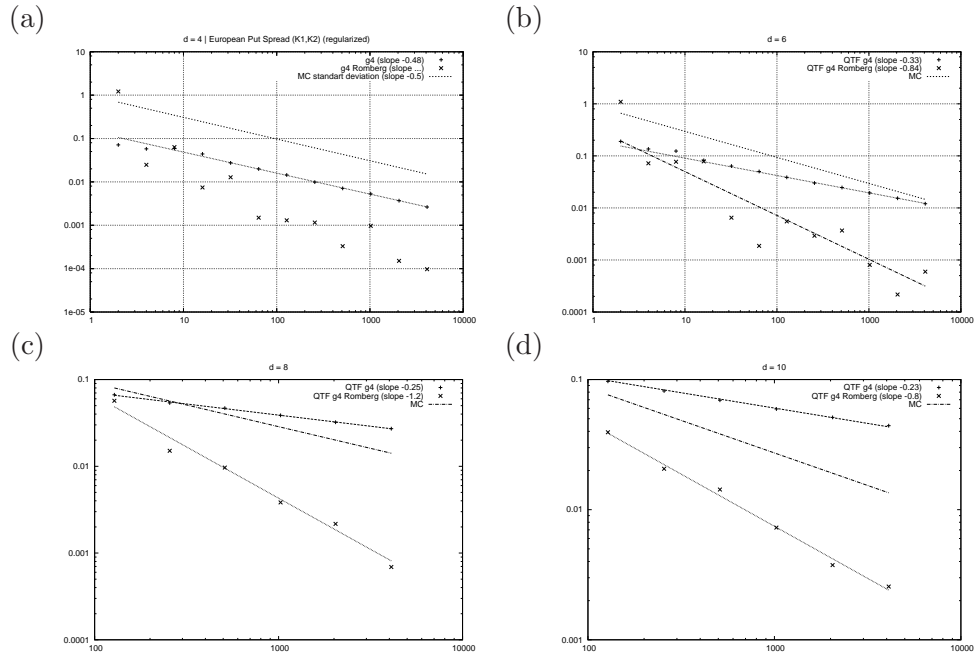 (a)
d = 4 | European Put Spread (K1,K2) (regularized)
g4 (slope -0.48)
g4 Romberg (slope ...)
MC standart deviation (slope -0.5)
10
1
0.1
0.01
0.001
1e-04
1e-05
1
10
100
1000
10000
(b)
d = 6
QTF g4 (slope -0.33)
QTF g4 Romberg (slope -0.84)
MC
10
1
0.1
0.01
0.001
0.0001
1
10
100
1000
10000
(c)
d = 8
QTF g4 (slope -0.25)
QTF g4 Romberg (slope -1.2)
MC
0.1
0.01
0.001
0.0001
100
1000
10000
(d)
d = 10
QTF g4 (slope -0.23)
QTF g4 Romberg (slope -0.8)
MC
0.1
0.01
0.001
100
1000
10000